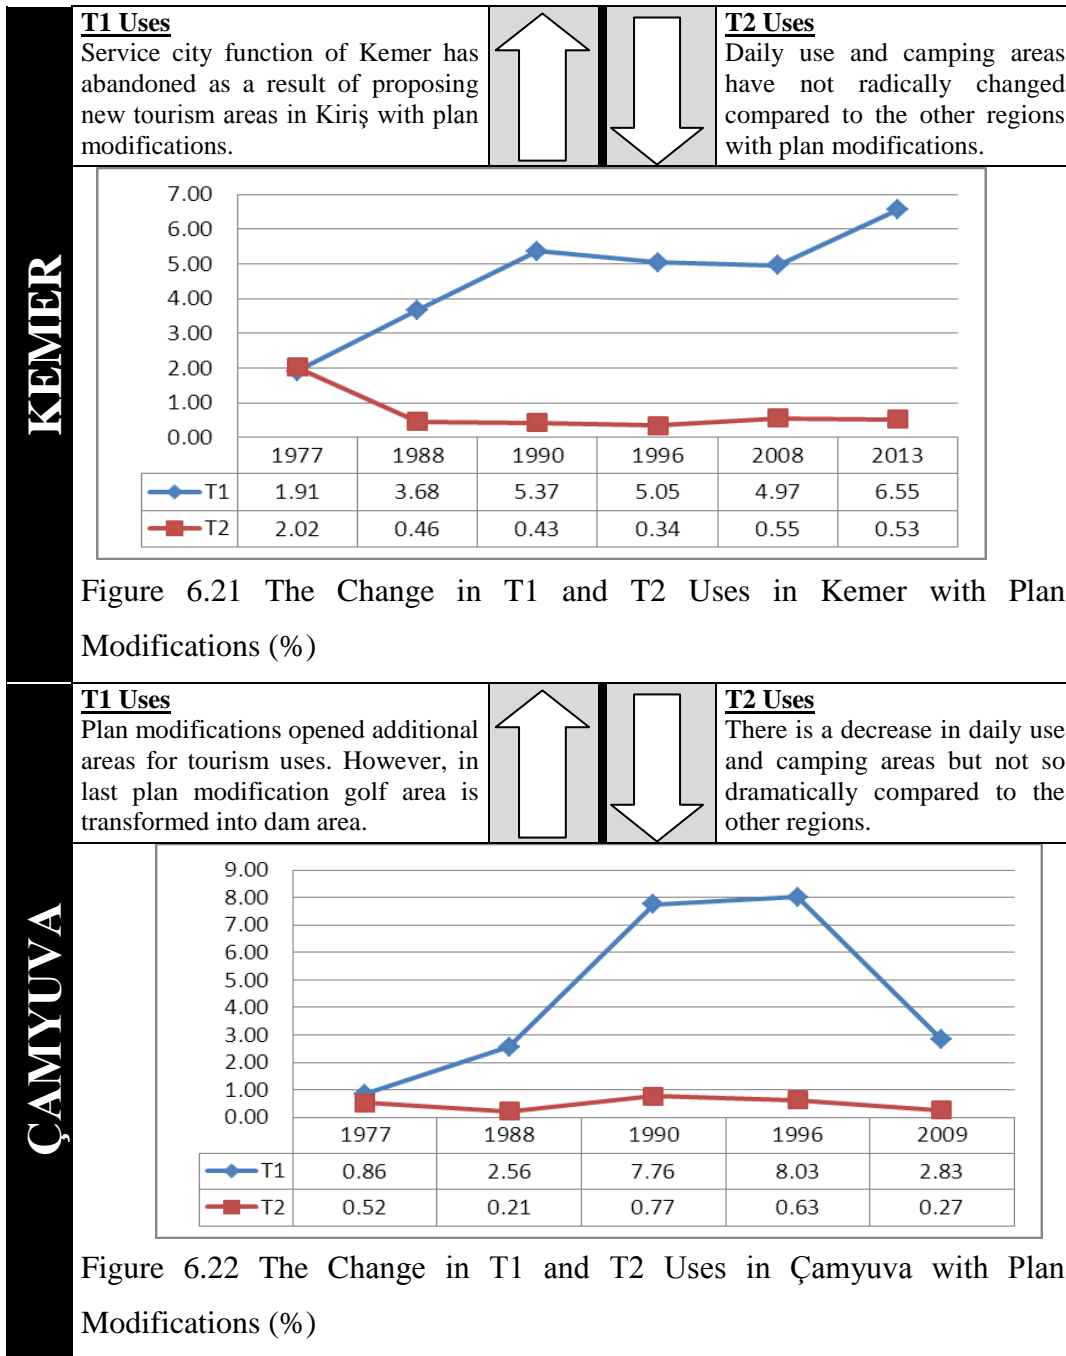 KEMER
T1 Uses
Service city function of Kemer has
abandoned as a result of proposing
new tourism areas in Kiriş with plan
modifications.
T2 Uses
Daily use and camping areas
have not radically changed
compared to the other regions
with plan modifications.
7.00
6.00
5.00
4.00
3.00
2.00
1.00
0.00
1977 1988 1990 1996 2008 2013
T1 1.91 3.68 5.37 5.05 4.97 6.55
T2 2.02 0.46 0.43 0.34 0.55 0.53
Figure 6.21 The Change in T1 and T2 Uses in Kemer with Plan
Modifications (%)
ÇAMYUVA
T1 Uses
Plan modifications opened additional
areas for tourism uses. However, in
last plan modification golf area is
transformed into dam area.
T2 Uses
There is a decrease in daily use
and camping areas but not so
dramatically compared to the
other regions.
9.00
8.00
7.00
6.00
5.00
4.00
3.00
2.00
1.00
0.00
1977 1988 1990 1996 2009
T1 0.86 2.56 7.76 8.03 2.83
T2 0.52 0.21 0.77 0.63 0.27
Figure 6.22 The Change in T1 and T2 Uses in Çamyuva with Plan
Modifications (%)